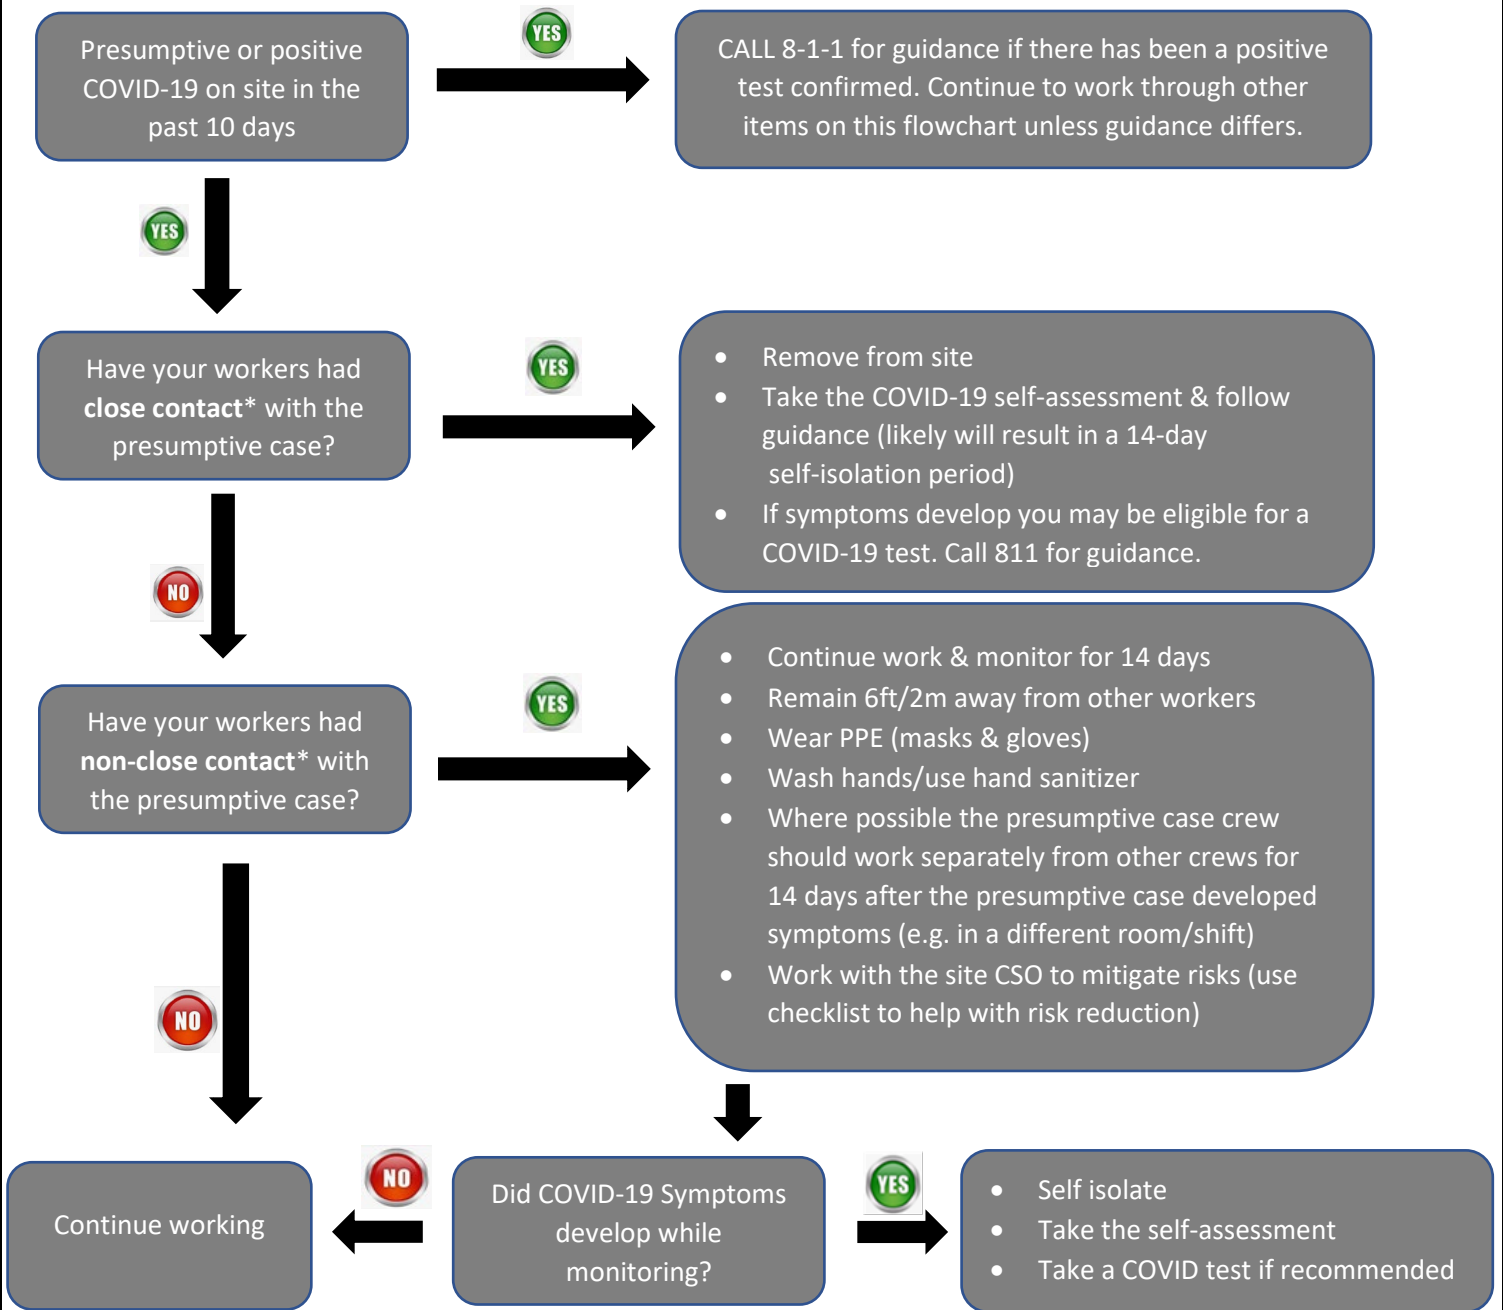 Presumptive or positive
COVID-19 on site in the
past 10 days
YES
CALL 8-1-1 for guidance if there has been a positive
test confirmed. Continue to work through other
items on this flowchart unless guidance differs.
YES
Have your workers had
close contact* with the
presumptive case?
YES
• Remove from site
• Take the COVID-19 self-assessment & follow
guidance (likely will result in a 14-day
self-isolation period)
• If symptoms develop you may be eligible for a
COVID-19 test. Call 811 for guidance.
NO
Have your workers had
non-close contact* with
the presumptive case?
YES
• Continue work & monitor for 14 days
• Remain 6ft/2m away from other workers
• Wear PPE (masks & gloves)
• Wash hands/use hand sanitizer
• Where possible the presumptive case crew
should work separately from other crews for
14 days after the presumptive case developed
symptoms (e.g. in a different room/shift)
• Work with the site CSO to mitigate risks (use
checklist to help with risk reduction)
NO
Continue working
NO
Did COVID-19 Symptoms
develop while
monitoring?
YES
• Self isolate
• Take the self-assessment
• Take a COVID test if recommended